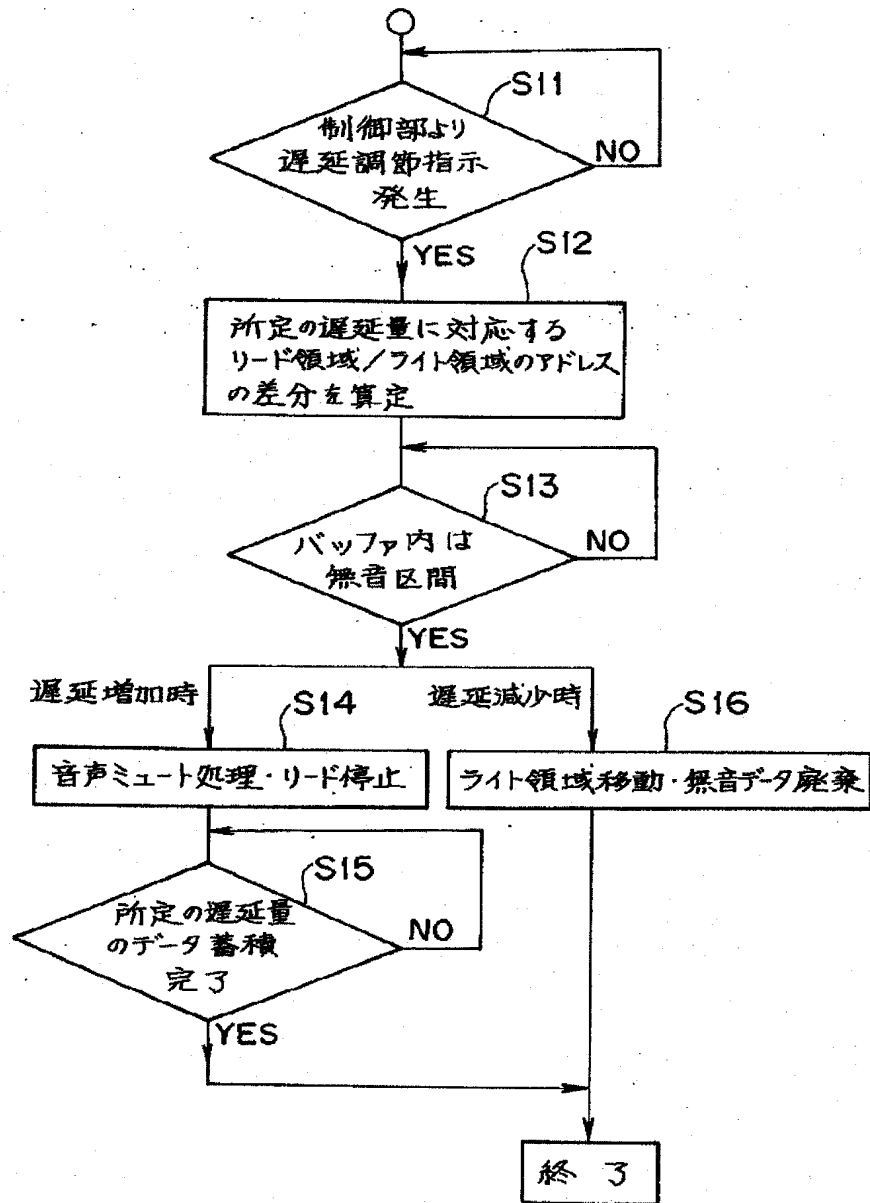 S11
制御部より
遅延調節指示
発生
NO
YES
S12
所定の遅延量に対応する
リード領域/ライト領域のアドレス
の差分を算定
S13
バッファ内は
無音区間
NO
YES
遅延増加時
S14
遅延減少時
S16
音声ミュート処理・リード停止
ライト領域移動・無音データ廃棄
S15
所定の遅延量
のデータ蓄積
完了
NO
YES
終了